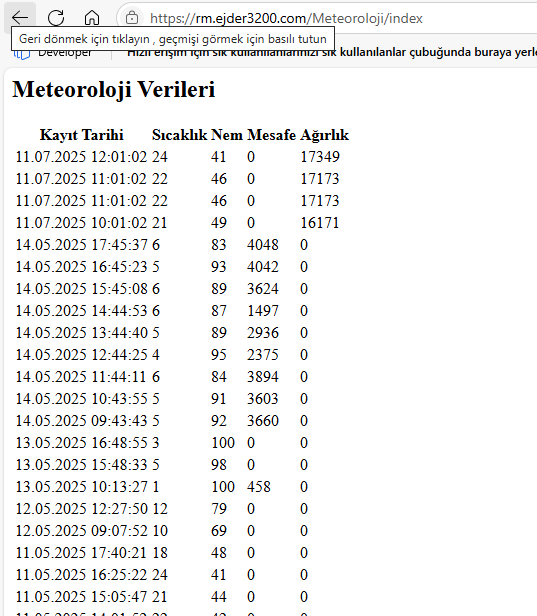 https://rm.ejder3200.com/Meteoroloji/index
Geri dönmek için tıklayın , geçmişi görmek için basılı tutun
Developer
Hızlı erişim için sık kullanılanlarınızı sık kullanılanlar çubuğunda buraya yerle
Meteoroloji Verileri
Kayıt Tarihi Sıcaklık Nem Mesafe Ağırlık
11.07.2025 12:01:02 24 41 0 17349
11.07.2025 11:01:02 22 46 0 17173
11.07.2025 11:01:02 22 46 0 17173
11.07.2025 10:01:02 21 49 0 16171
14.05.2025 17:45:37 6 83 4048 0
14.05.2025 16:45:23 5 93 4042 0
14.05.2025 15:45:08 6 89 3624 0
14.05.2025 14:44:53 6 87 1497 0
14.05.2025 13:44:40 5 89 2936 0
14.05.2025 12:44:25 4 95 2375 0
14.05.2025 11:44:11 6 84 3894 0
14.05.2025 10:43:55 5 91 3603 0
14.05.2025 09:43:43 5 92 3660 0
13.05.2025 16:48:55 3 100 0 0
13.05.2025 15:48:33 5 98 0 0
13.05.2025 10:13:27 1 100 458 0
12.05.2025 12:27:50 12 79 0 0
12.05.2025 09:07:52 10 69 0 0
11.05.2025 17:40:21 18 48 0 0
11.05.2025 16:25:22 24 41 0 0
11.05.2025 15:05:47 21 44 0 0